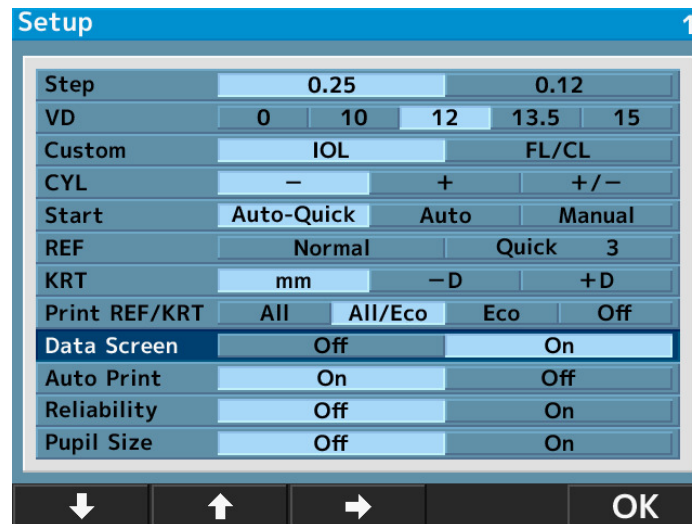 Setup 1
Step 0.25 0.12
VD 0 10 12 13.5 15
Custom IOL FL/CL
CYL − + +/−
Start Auto-Quick Auto Manual
REF Normal Quick 3
KRT mm −D +D
Print REF/KRT All All/Eco Eco Off
Data Screen Off On
Auto Print On Off
Reliability Off On
Pupil Size Off On
OK